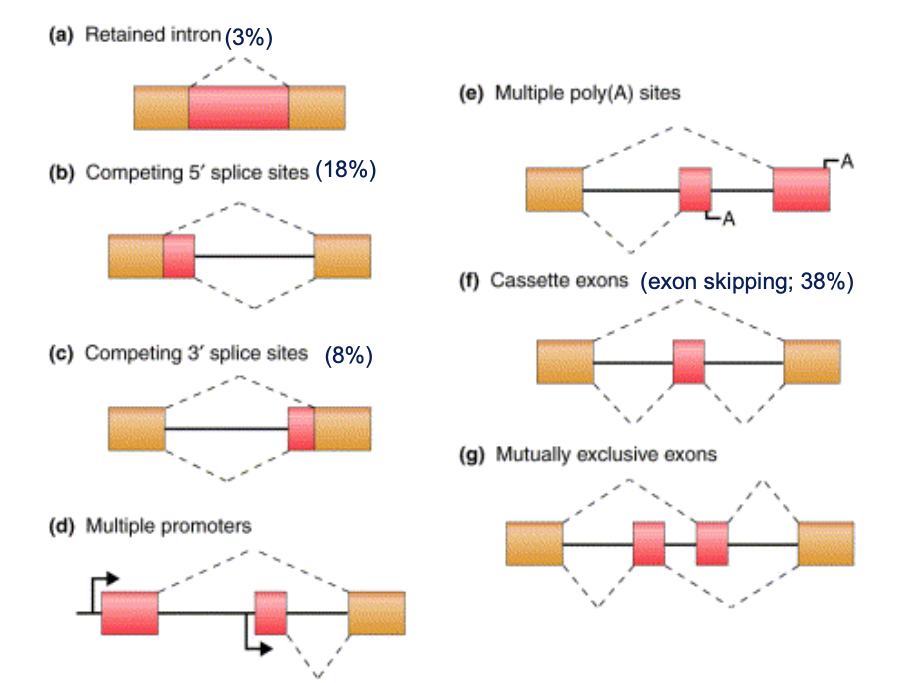 (a) Retained intron (3%)
(b) Competing 5′ splice sites (18%)
(c) Competing 3′ splice sites (8%)
(d) Multiple promoters
(e) Multiple poly(A) sites
A
A
(f) Cassette exons (exon skipping; 38%)
(g) Mutually exclusive exons